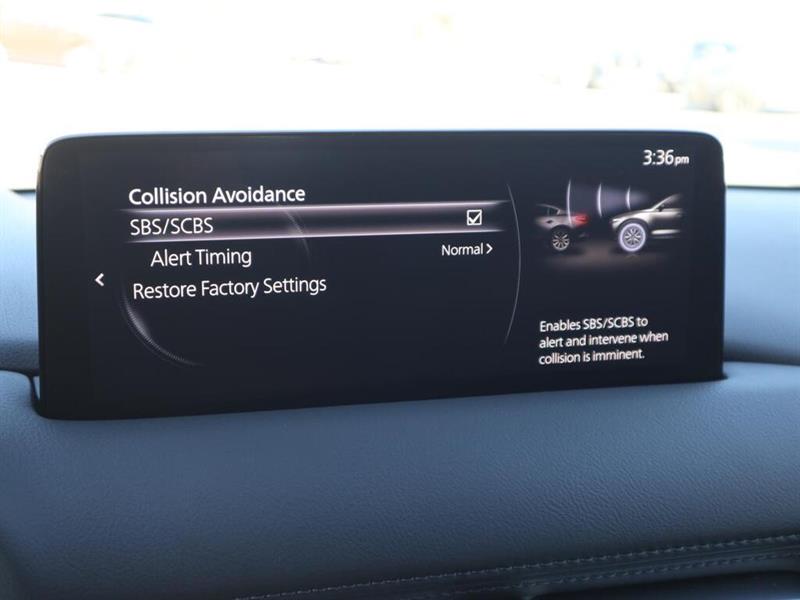 3:36pm
Collision Avoidance
SBS/SCBS
Alert Timing
Normal
Restore Factory Settings
Enables SBS/SCBS to
alert and intervene when
collision is imminent.